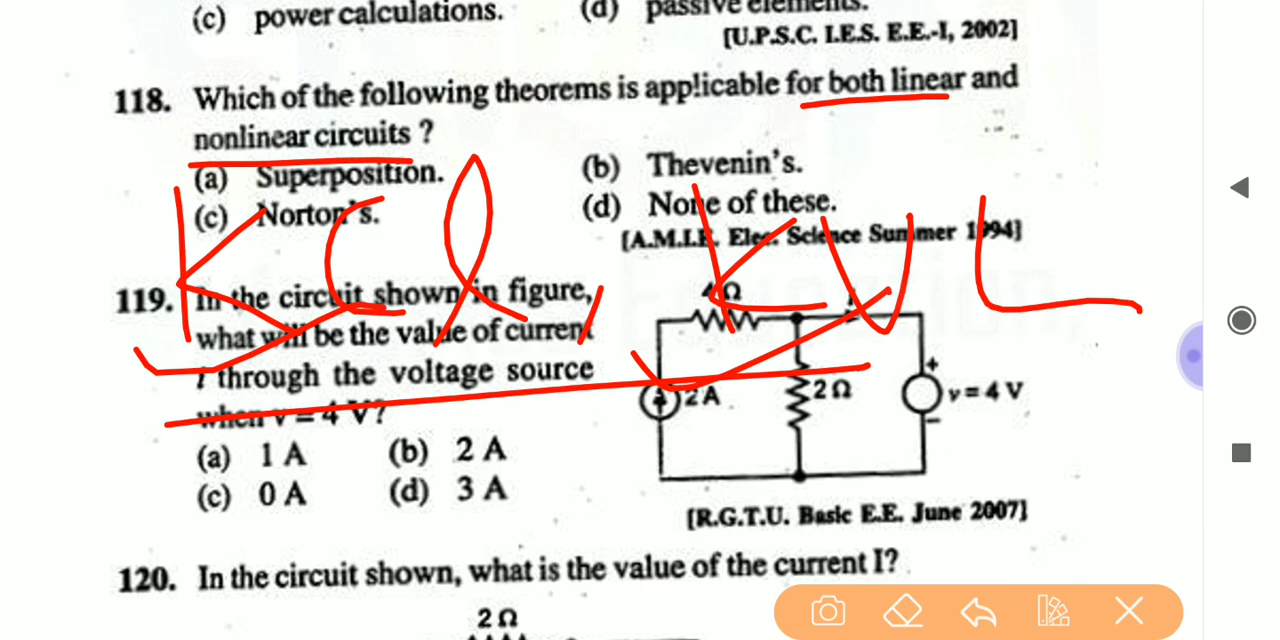 (c) power calculations. (d) passive elements.
[U.P.S.C. I.E.S. E.E.-I, 2002]
118. Which of the following theorems is applicable for both linear and
nonlinear circuits ?
(a) Superposition. (b) Thevenin's.
(c) Norton's. (d) None of these.
[A.M.I.E. Elec. Science Summer 1994]
KCL, KVL
119. In the circuit shown in figure,
what will be the value of current
i through the voltage source
when v = 4 V?
(a) 1 A (b) 2 A
(c) 0 A (d) 3 A
4Ω
2 A
2 Ω
+
v = 4 V
−
[R.G.T.U. Basic E.E. June 2007]
120. In the circuit shown, what is the value of the current I?
2 Ω